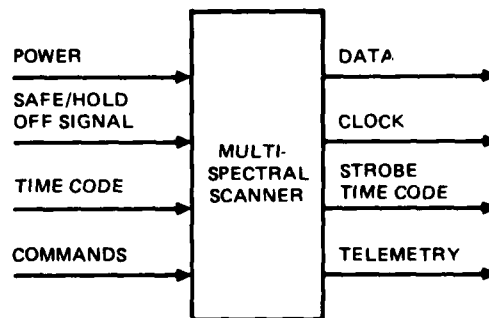 POWER
SAFE/HOLD
OFF SIGNAL
TIME CODE
COMMANDS
MULTI-
SPECTRAL
SCANNER
DATA
CLOCK
STROBE
TIME CODE
TELEMETRY